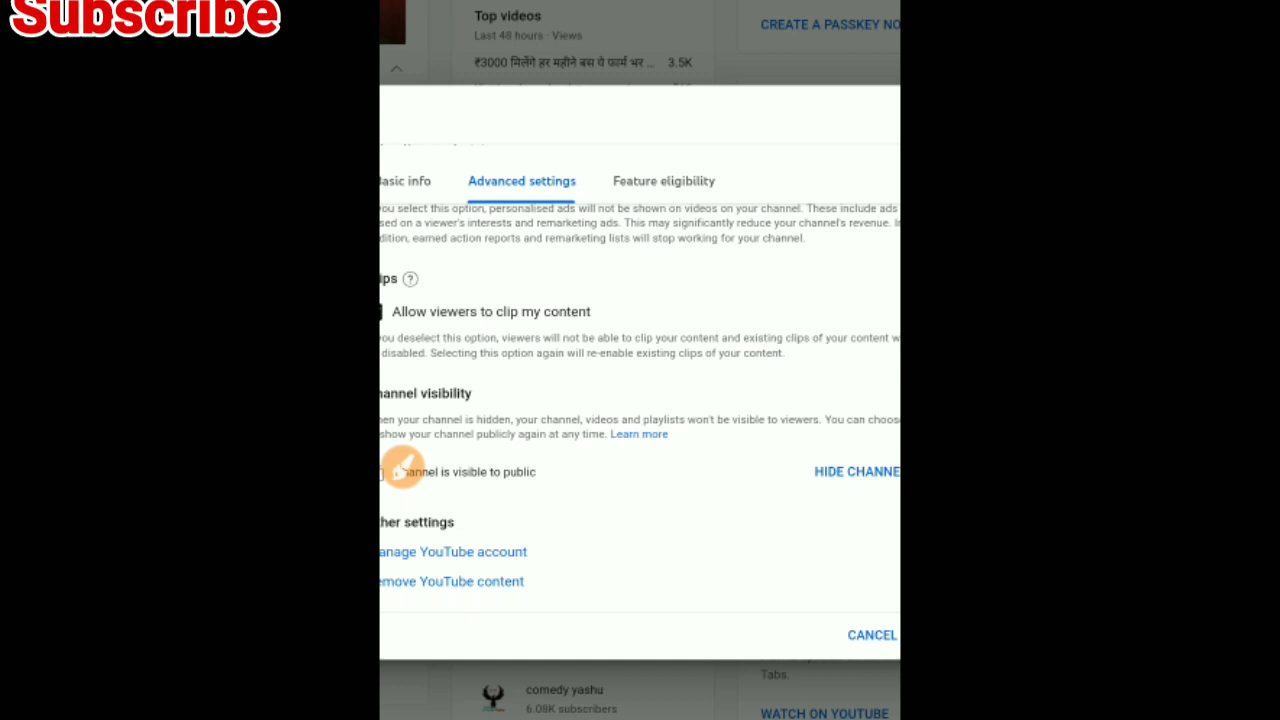 Subscribe
Top videos
Last 48 hours · Views
₹3000 मिलेंगे हर महीने बस ये फार्म भर ... 3.5K
CREATE A PASSKEY NO
asic info
Advanced settings
Feature eligibility
ou select this option, personalised ads will not be shown on videos on your channel. These include ads
sed on a viewer's interests and remarketing ads. This may significantly reduce your channel's revenue. I
dition, earned action reports and remarketing lists will stop working for your channel.
ips ?
Allow viewers to clip my content
ou deselect this option, viewers will not be able to clip your content and existing clips of your content w
disabled. Selecting this option again will re-enable existing clips of your content.
hannel visibility
en your channel is hidden, your channel, videos and playlists won't be visible to viewers. You can choos
show your channel publicly again at any time. Learn more
annel is visible to public
HIDE CHANNE
her settings
anage YouTube account
emove YouTube content
CANCEL
Tabs.
comedy yashu
6.08K subscribers
WATCH ON YOUTUBE